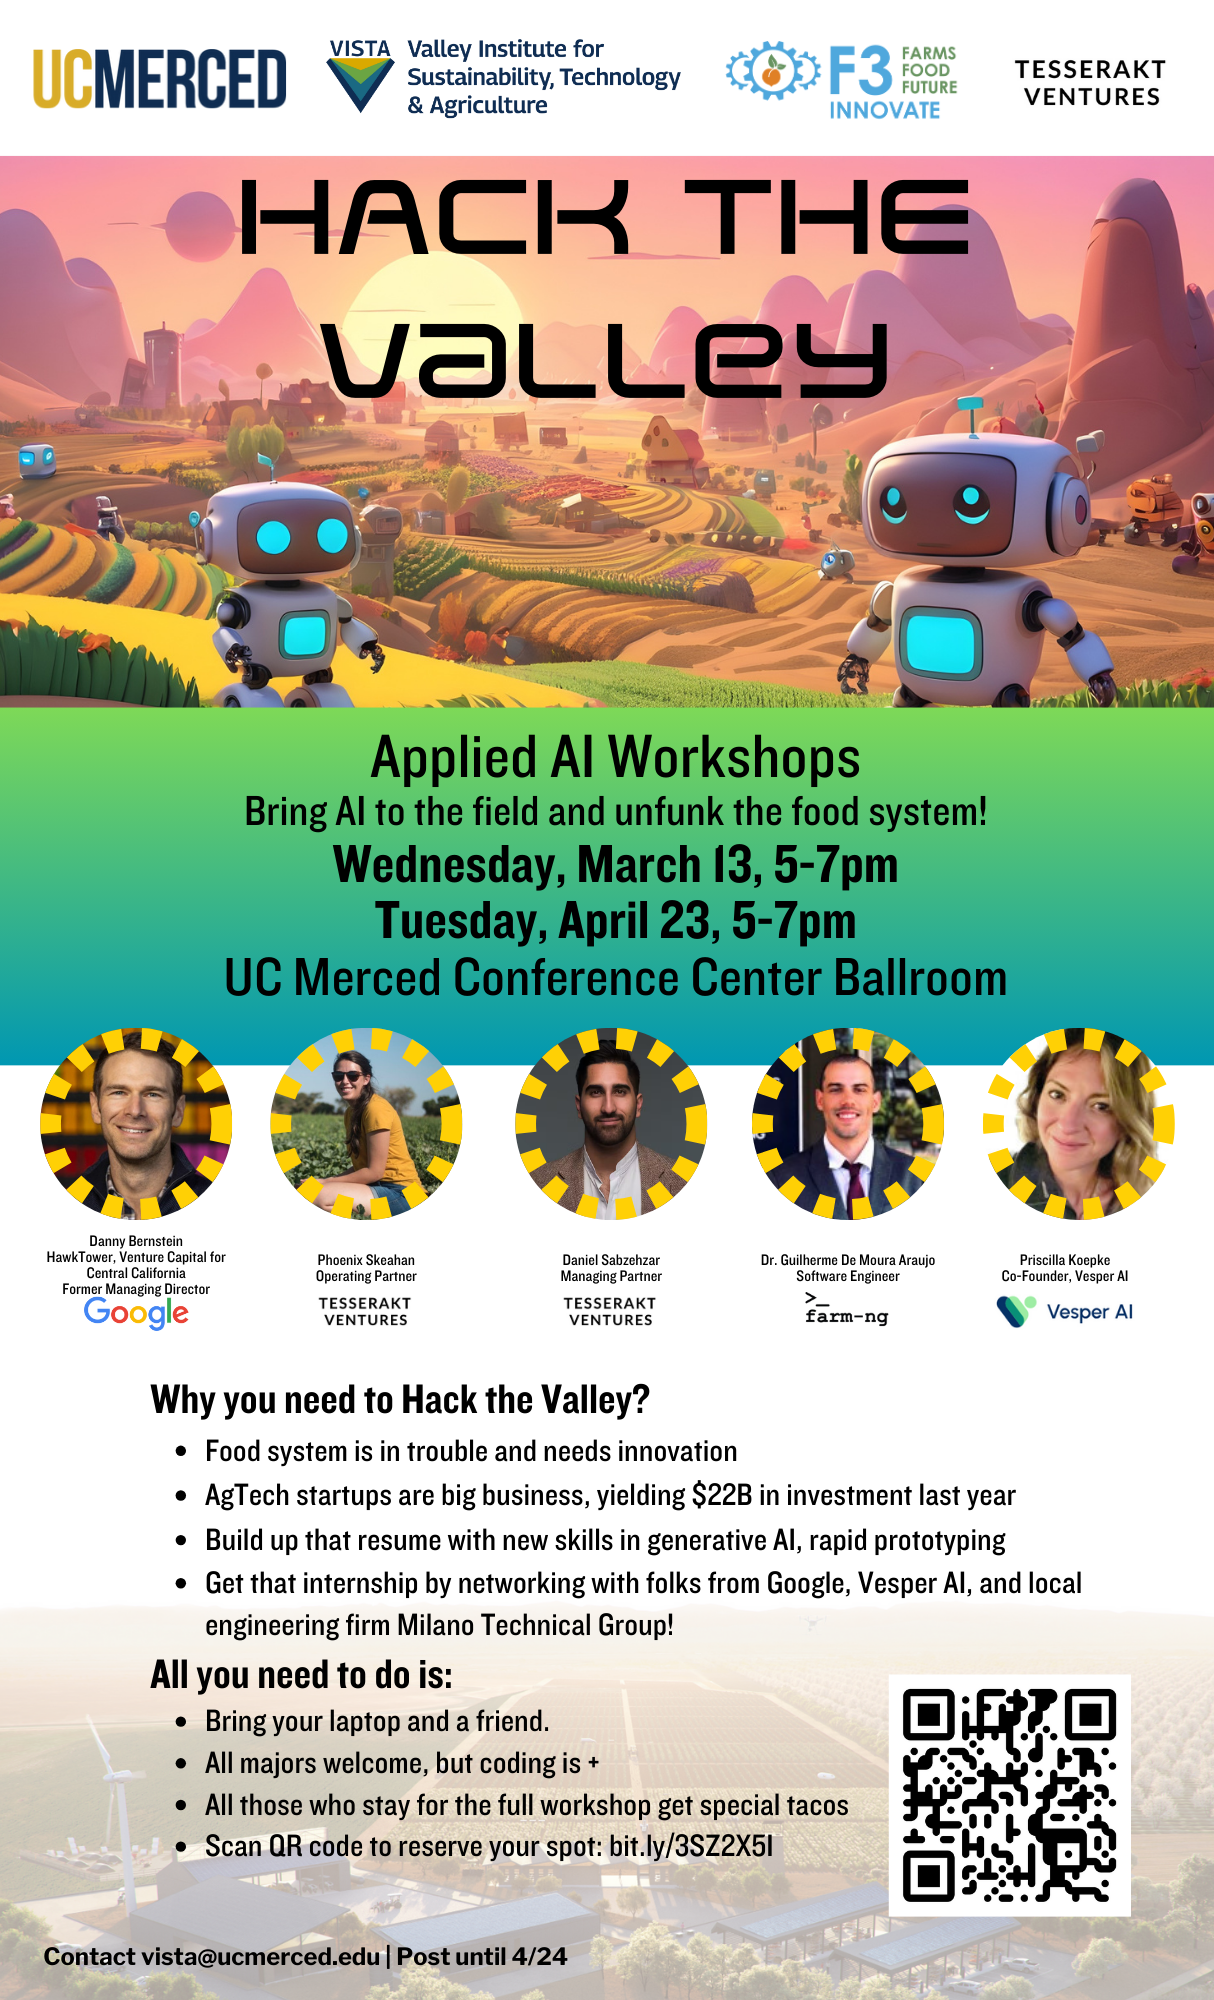 UCMERCED
VISTA
Valley Institute for
Sustainability, Technology
& Agriculture
F3
FARMS
FOOD
FUTURE
INNOVATE
TESSERAKT
VENTURES
HACK THE
VALLEY
Applied AI Workshops
Bring AI to the field and unfunk the food system!
Wednesday, March 13, 5-7pm
Tuesday, April 23, 5-7pm
UC Merced Conference Center Ballroom
Danny Bernstein
HawkTower, Venture Capital for
Central California
Former Managing Director
Google
Phoenix Skeahan
Operating Partner
TESSERAKT
VENTURES
Daniel Sabzehzar
Managing Partner
TESSERAKT
VENTURES
Dr. Guilherme De Moura Araujo
Software Engineer
>_
farm-ng
Priscilla Koepke
Co-Founder, Vesper AI
Vesper AI
Why you need to Hack the Valley?
• Food system is in trouble and needs innovation
• AgTech startups are big business, yielding $22B in investment last year
• Build up that resume with new skills in generative AI, rapid prototyping
• Get that internship by networking with folks from Google, Vesper AI, and local
engineering firm Milano Technical Group!
All you need to do is:
• Bring your laptop and a friend.
• All majors welcome, but coding is +
• All those who stay for the full workshop get special tacos
• Scan QR code to reserve your spot: bit.ly/3SZ2X5I
Contact vista@ucmerced.edu | Post until 4/24